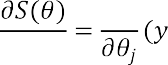 ∂S(θ) / = / ∂θ_j (y